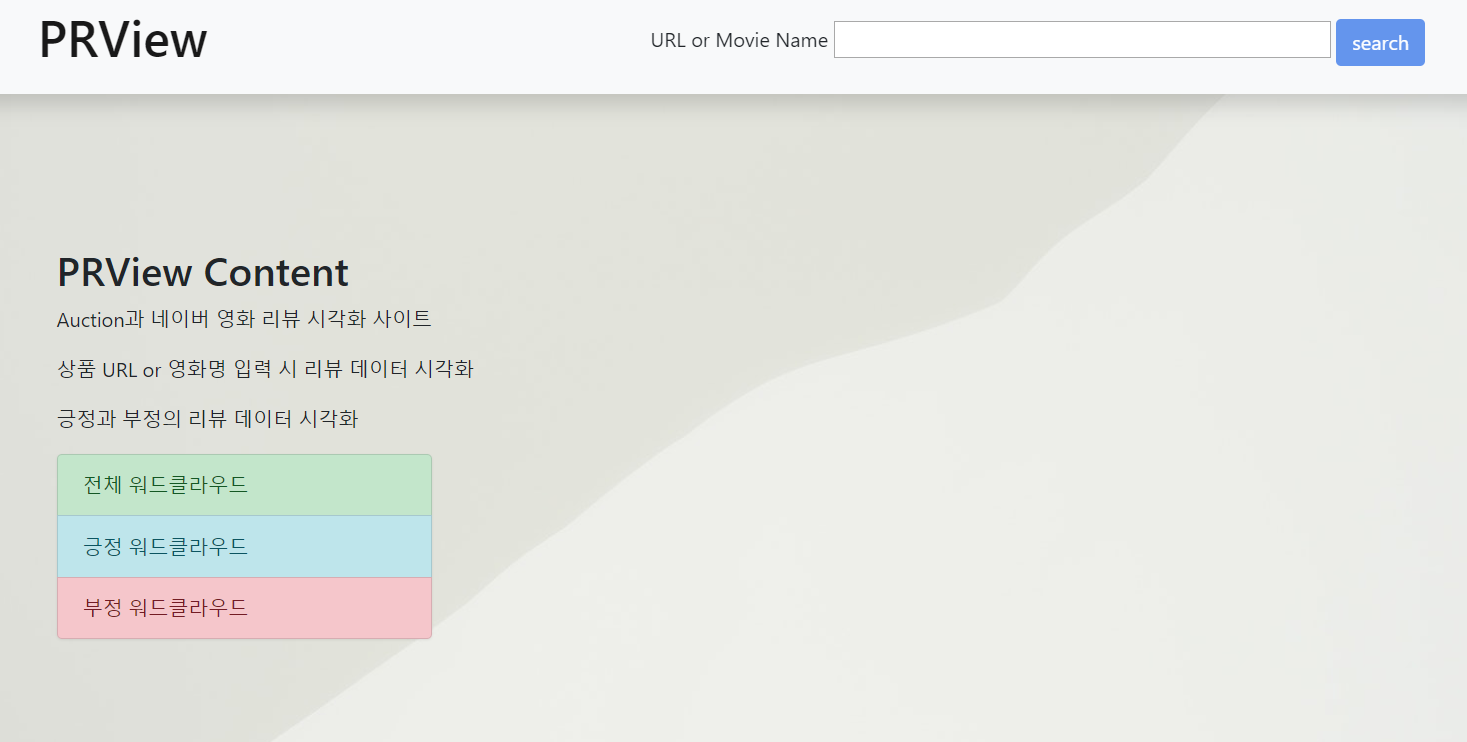 PRView
URL or Movie Name
search
PRView Content
Auction과 네이버 영화 리뷰 시각화 사이트
상품 URL or 영화명 입력 시 리뷰 데이터 시각화
긍정과 부정의 리뷰 데이터 시각화
전체 워드클라우드
긍정 워드클라우드
부정 워드클라우드